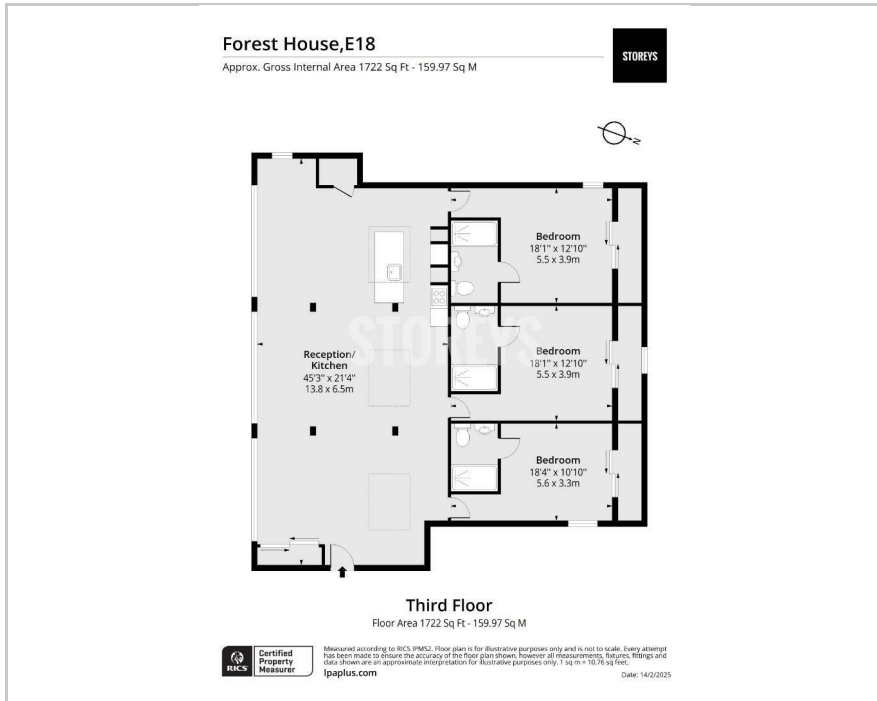 Forest House,E18
Approx. Gross Internal Area 1722 Sq Ft - 159.97 Sq M
STOREYS
N
Bedroom
18'1" x 12'10"
5.5 x 3.9m
STOREYS
Reception/
Kitchen
45'3" x 21'4"
13.8 x 6.5m
Bedroom
18'1" x 12'10"
5.5 x 3.9m
Bedroom
18'4" x 10'10"
5.6 x 3.3m
Third Floor
Floor Area 1722 Sq Ft - 159.97 Sq M
RICS
Certified
Property
Measurer
Measured according to RICS IPMS2. Floor plan is for illustrative purposes only and is not to scale. Every attempt
has been made to ensure the accuracy of the floor plan shown, however all measurements, fixtures, fittings and
data shown are an approximate interpretation for illustrative purposes only. 1 sq m = 10.76 sq feet.
lpaplus.com
Date: 14/2/2025